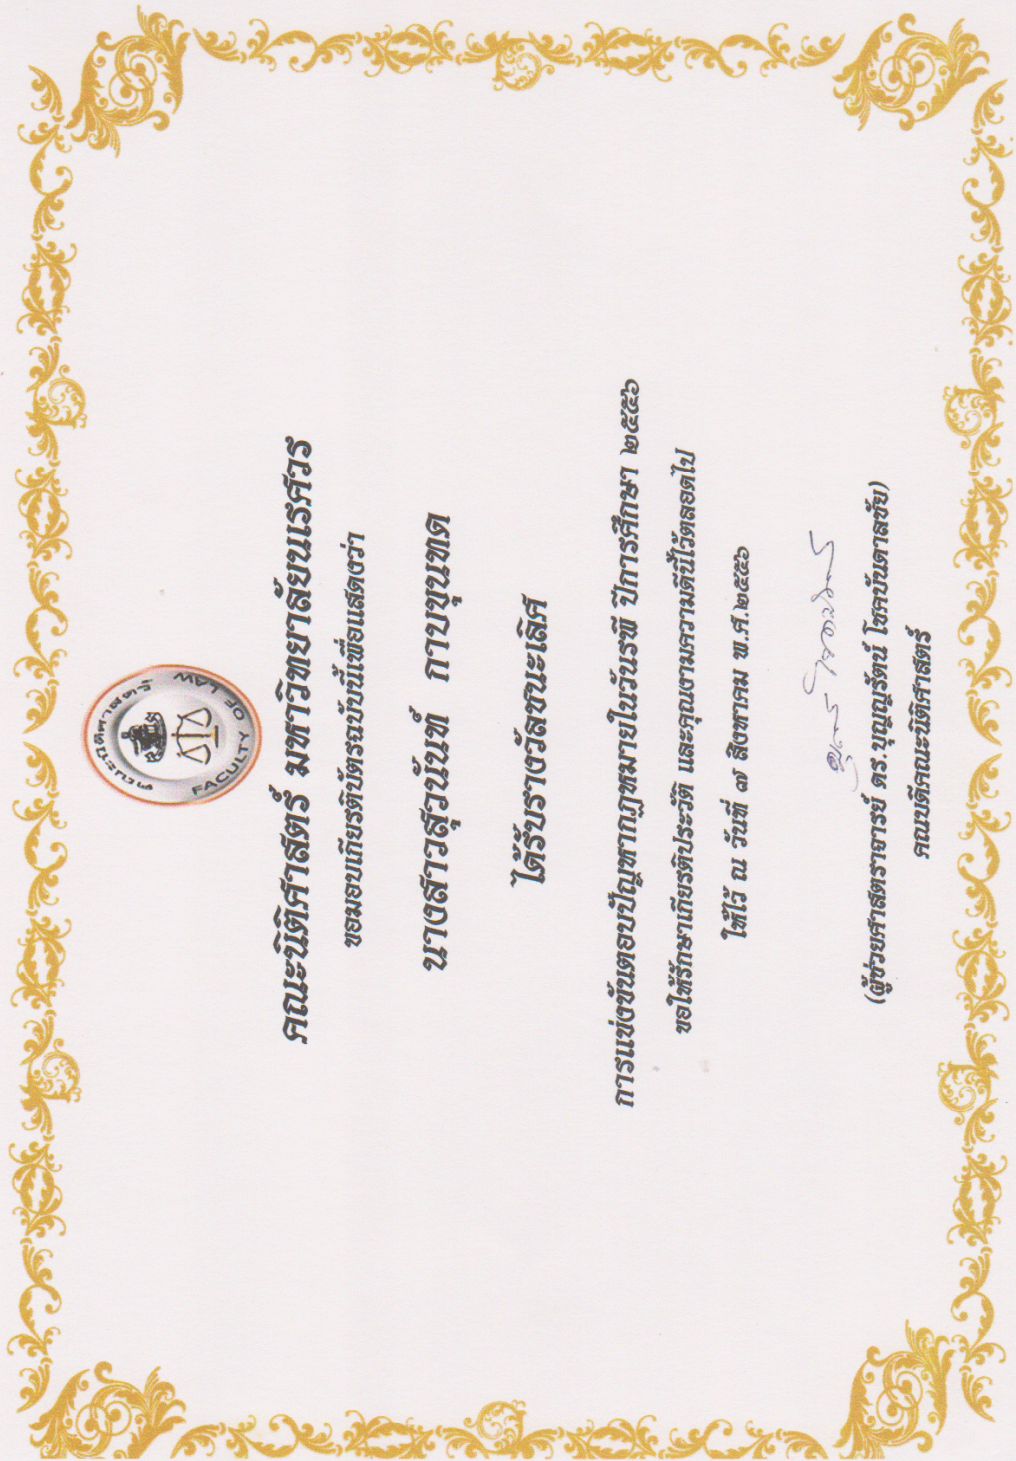 คณะนิติศาสตร์
FACULTY OF LAW
คณะนิติศาสตร์ มหาวิทยาลัยนเรศวร
ขอมอบเกียรติบัตรฉบับนี้เพื่อแสดงว่า
นางสาวสุวนันท์ กาบขุนทด
ได้รับรางวัลชนะเลิศ
การแข่งขันตอบปัญหากฎหมายในวันรพี ปีการศึกษา ๒๕๕๖
ขอให้รักษาเกียรติประวัติ และคุณงามความดีนี้ไว้ตลอดไป
ให้ไว้ ณ วันที่ ๗ สิงหาคม พ.ศ.๒๕๕๖
(ผู้ช่วยศาสตราจารย์ ดร.บุญญรัตน์ โชคบันดาลชัย)
คณบดีคณะนิติศาสตร์